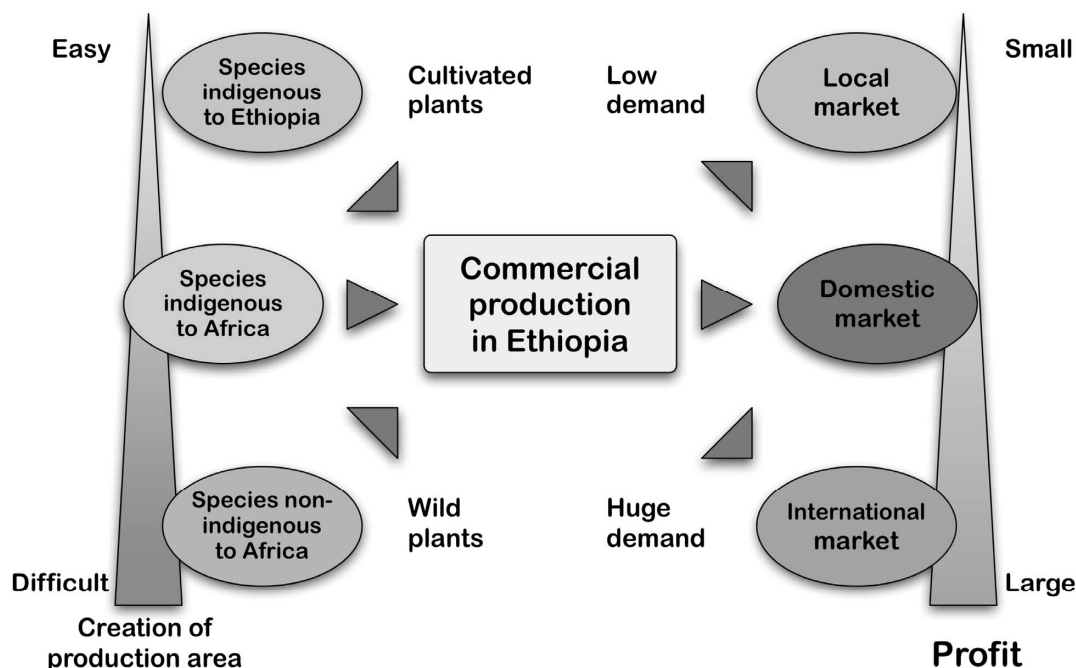 Easy
Species
indigenous
to Ethiopia
Cultivated
plants
Low
demand
Local
market
Small
Species
indigenous
to Africa
Commercial
production
in Ethiopia
Domestic
market
Species non-
indigenous
to Africa
Wild
plants
Huge
demand
International
market
Difficult
Large
Creation of
production area
Profit